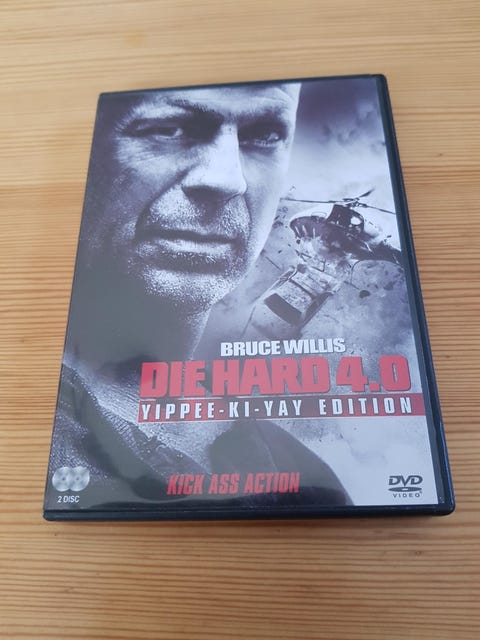 BRUCE WILLIS
DIE HARD 4.0
YIPPEE-KI-YAY EDITION
KICK ASS ACTION
2 DISC
DVD
VIDEO